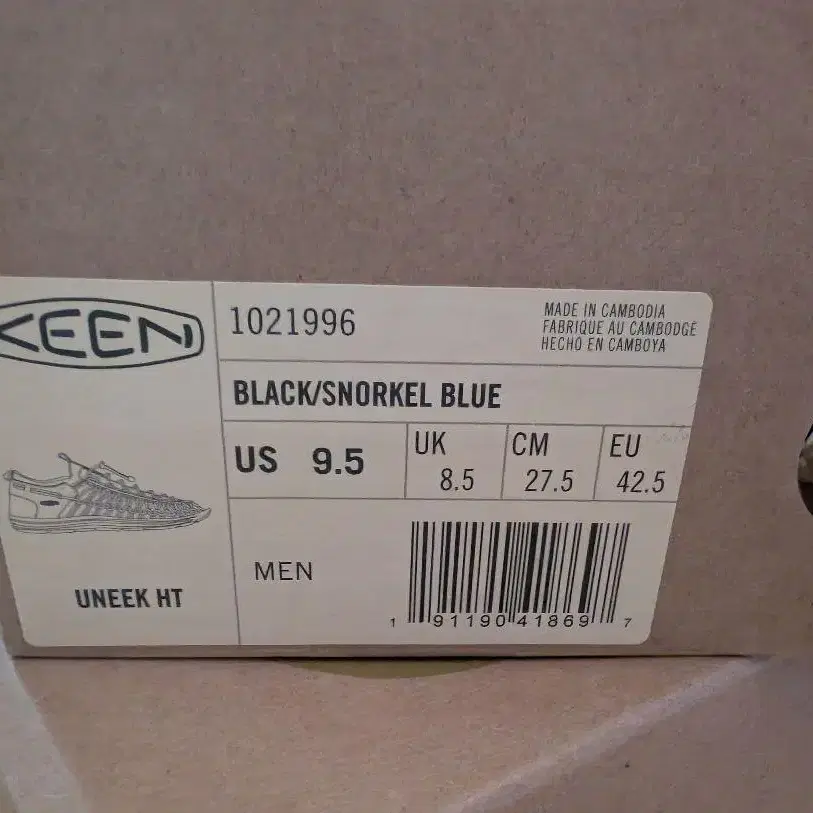 KEEN
1021996
MADE IN CAMBODIA
FABRIQUE AU CAMBODGE
HECHO EN CAMBOYA
BLACK/SNORKEL BLUE
US 9.5
UK 8.5
CM 27.5
EU 42.5
UNEEK HT
MEN
1 91190 41869 7